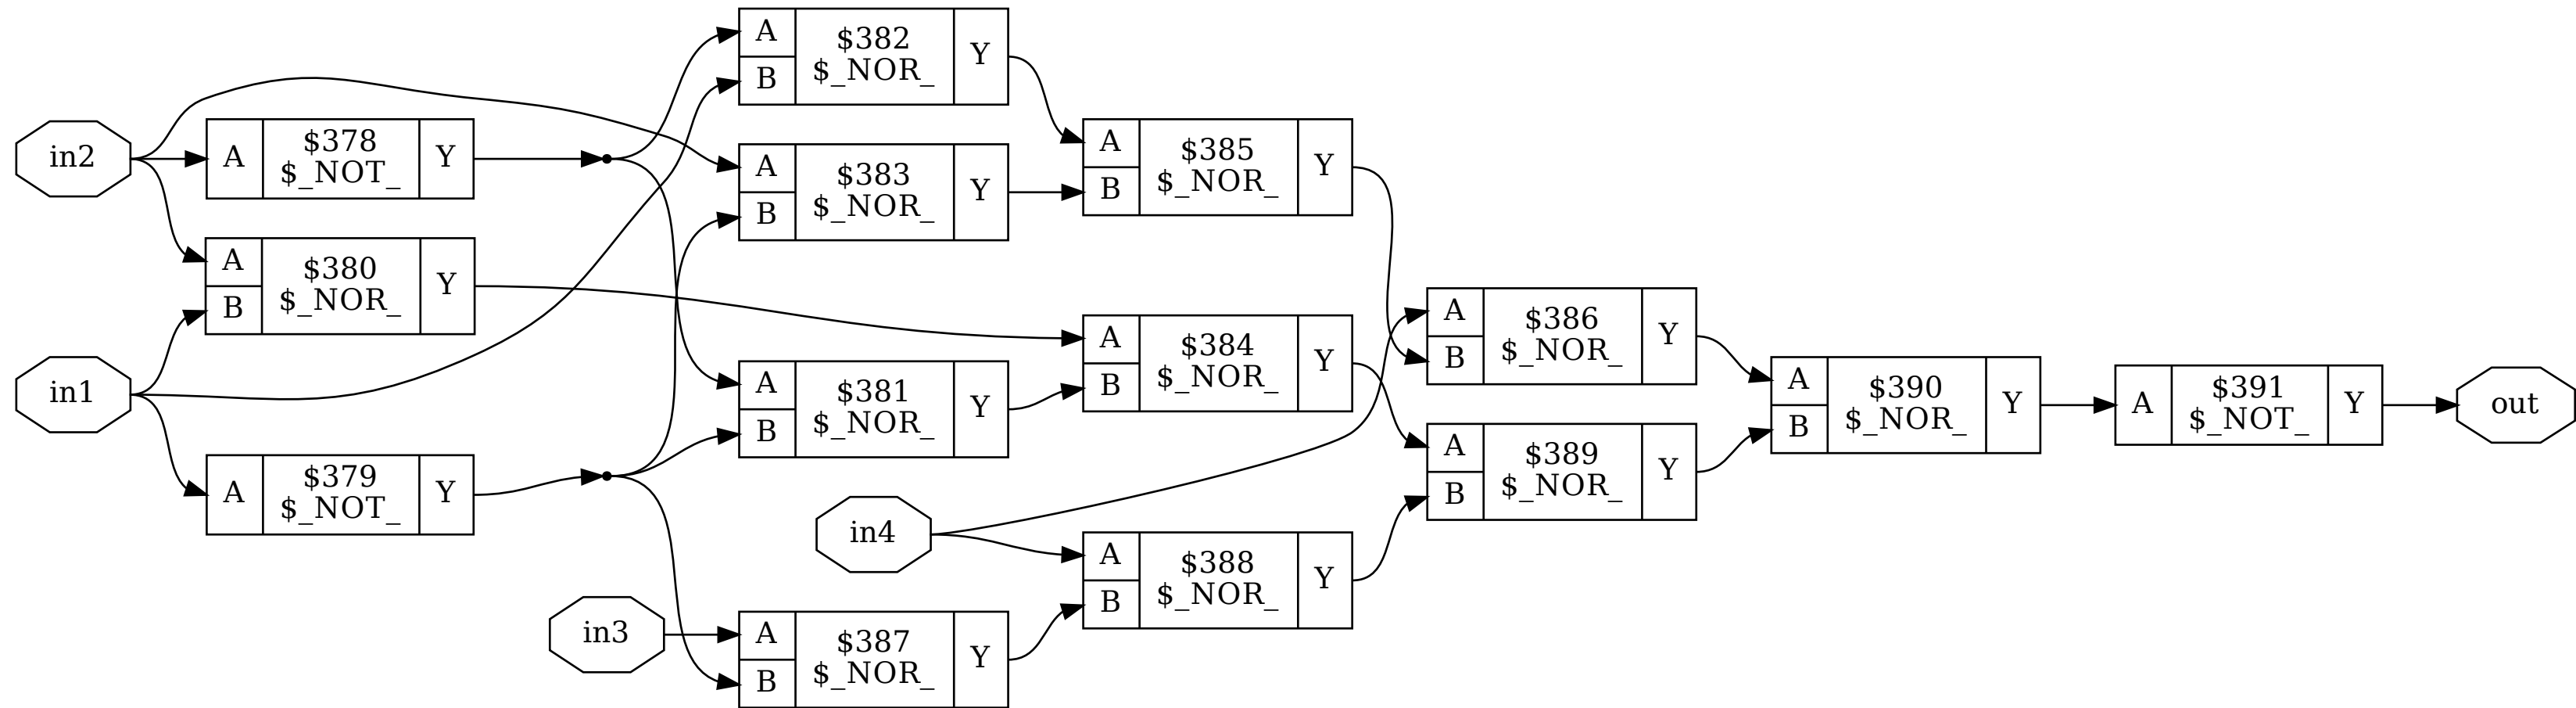 in2
in1
A
$378
$_NOT_
Y
A
B
$380
$_NOR_
Y
A
$379
$_NOT_
Y
in3
A
B
$382
$_NOR_
Y
A
B
$383
$_NOR_
Y
A
B
$381
$_NOR_
Y
in4
A
B
$387
$_NOR_
Y
A
B
$385
$_NOR_
Y
A
B
$384
$_NOR_
Y
A
B
$388
$_NOR_
Y
A
B
$386
$_NOR_
Y
A
B
$389
$_NOR_
Y
A
B
$390
$_NOR_
Y
A
$391
$_NOT_
Y
out